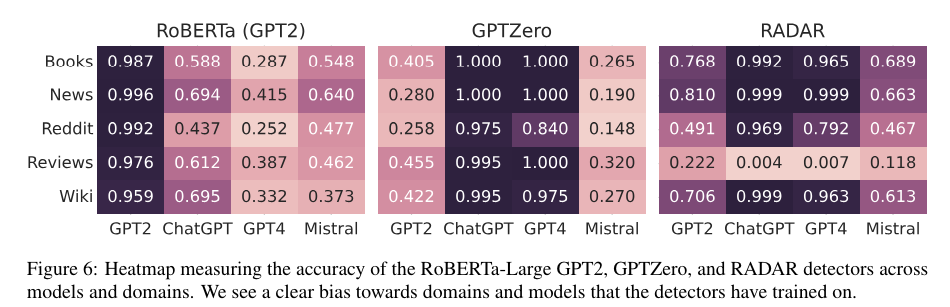 RoBERTa (GPT2) GPTZero RADAR
Books 0.987 0.588 0.287 0.548 0.405 1.000 1.000 0.265 0.768 0.992 0.965 0.689
News 0.996 0.694 0.415 0.640 0.280 1.000 1.000 0.190 0.810 0.999 0.999 0.663
Reddit 0.992 0.437 0.252 0.477 0.258 0.975 0.840 0.148 0.491 0.969 0.792 0.467
Reviews 0.976 0.612 0.387 0.462 0.455 0.995 1.000 0.320 0.222 0.004 0.007 0.118
Wiki 0.959 0.695 0.332 0.373 0.422 0.995 0.975 0.270 0.706 0.999 0.963 0.613
GPT2 ChatGPT GPT4 Mistral GPT2 ChatGPT GPT4 Mistral GPT2 ChatGPT GPT4 Mistral
Figure 6: Heatmap measuring the accuracy of the RoBERTa-Large GPT2, GPTZero, and RADAR detectors across
models and domains. We see a clear bias towards domains and models that the detectors have trained on.